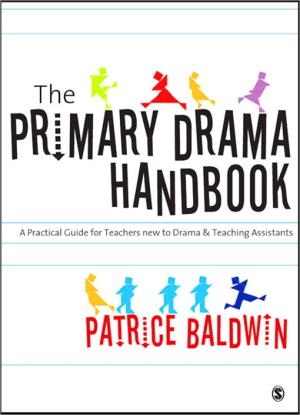 The
PRIMARY DRAMA
HANDBOOK
A Practical Guide for Teachers new to Drama & Teaching Assistants
PATRICE BALDWIN
S